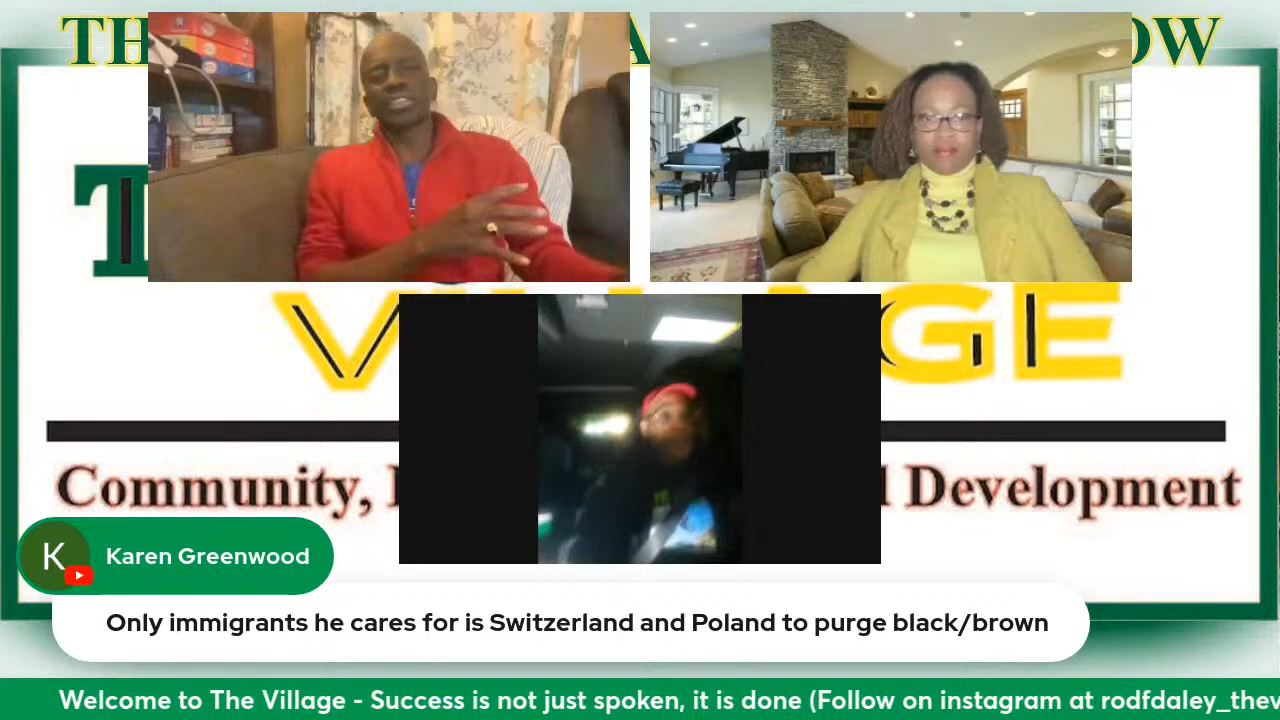 TH A OW
T
VILLAGE
Community, I l Development
K Karen Greenwood
Only immigrants he cares for is Switzerland and Poland to purge black/brown
Welcome to The Village - Success is not just spoken, it is done (Follow on instagram at rodfdaley_thev